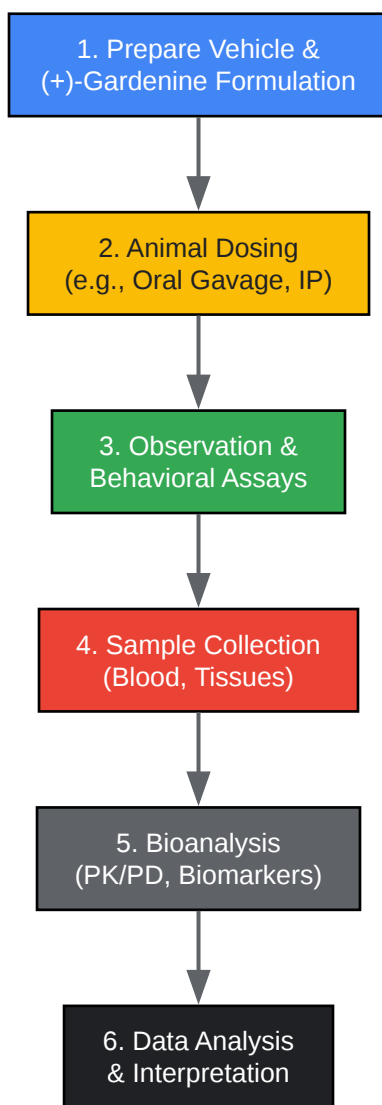 1. Prepare Vehicle &
(+)-Gardenine Formulation
2. Animal Dosing
(e.g., Oral Gavage, IP)
3. Observation &
Behavioral Assays
4. Sample Collection
(Blood, Tissues)
5. Bioanalysis
(PK/PD, Biomarkers)
6. Data Analysis
& Interpretation